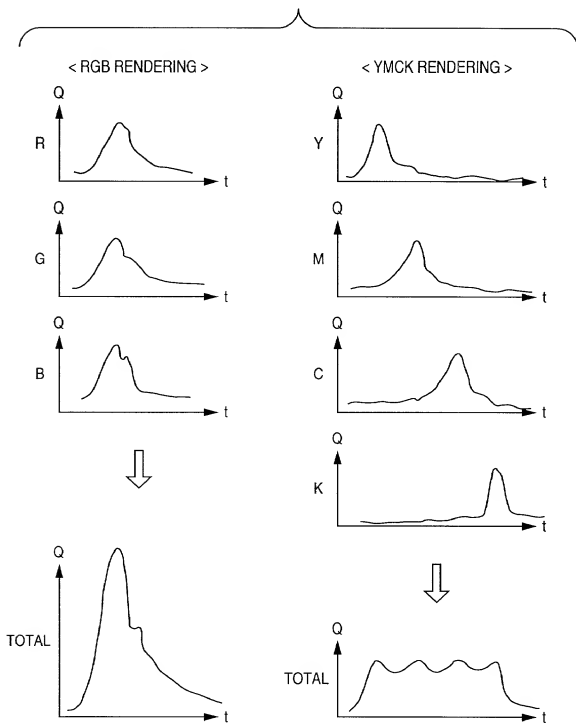 < RGB RENDERING >
Q
R
t
Q
G
t
Q
B
t
Q
TOTAL
t
< YMCK RENDERING >
Q
Y
t
Q
M
t
Q
C
t
Q
K
t
Q
TOTAL
t